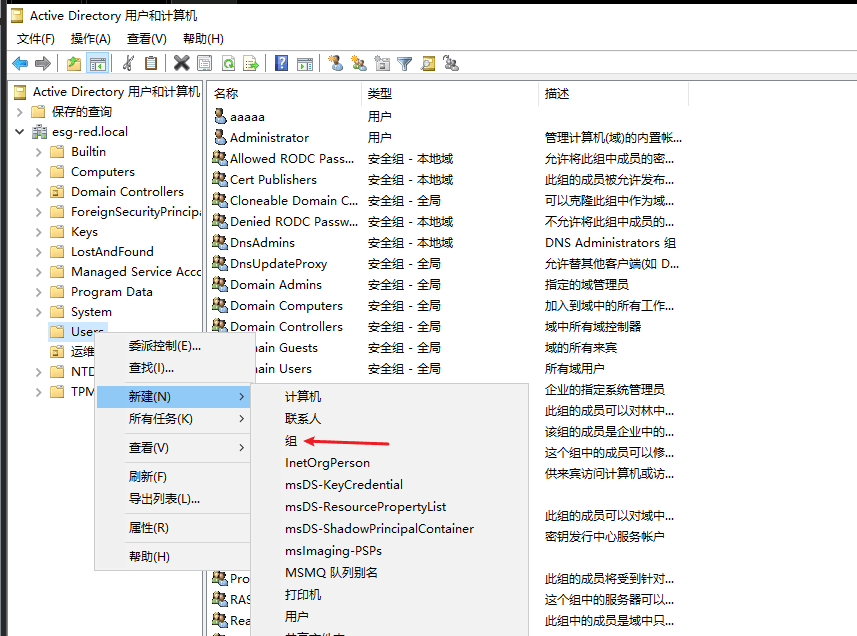 Active Directory 用户和计算机
文件(F) 操作(A) 查看(V) 帮助(H)
Active Directory 用户和计算机
保存的查询
esg-red.local
Builtin
Computers
Domain Controllers
ForeignSecurityPrincipa
Keys
LostAndFound
Managed Service Acco
Program Data
System
Users
运维
NTD
TPM
名称 类型 描述
aaaaa 用户
Administrator 用户 管理计算机(域)的内置帐...
Allowed RODC Pass... 安全组 - 本地域 允许将此组中成员的密...
Cert Publishers 安全组 - 本地域 此组的成员被允许发布...
Cloneable Domain C... 安全组 - 全局 可以克隆此组中作为域...
Denied RODC Passw... 安全组 - 本地域 不允许将此组中成员的...
DnsAdmins 安全组 - 本地域 DNS Administrators 组
DnsUpdateProxy 安全组 - 全局 允许替其他客户端(如 D...
Domain Admins 安全组 - 全局 指定的域管理员
Domain Computers 安全组 - 全局 加入到域中的所有工作...
Domain Controllers 安全组 - 全局 域中所有域控制器
ain Guests 安全组 - 全局 域的所有来宾
ain Users 安全组 - 全局 所有域用户
企业的指定系统管理员
此组的成员可以对林中...
该组的成员是企业中的...
这个组中的成员可以修...
供来宾访问计算机或访...
此组的成员可以对域中...
密钥发行中心服务帐户
Pro 此组的成员将受到针对...
RAS 这个组中的服务器可以...
Rea 此组中的成员是域中只...
委派控制(E)...
查找(I)...
新建(N)
所有任务(K)
查看(V)
刷新(F)
导出列表(L)...
属性(R)
帮助(H)
计算机
联系人
组
InetOrgPerson
msDS-KeyCredential
msDS-ResourcePropertyList
msDS-ShadowPrincipalContainer
msImaging-PSPs
MSMQ 队列别名
打印机
用户